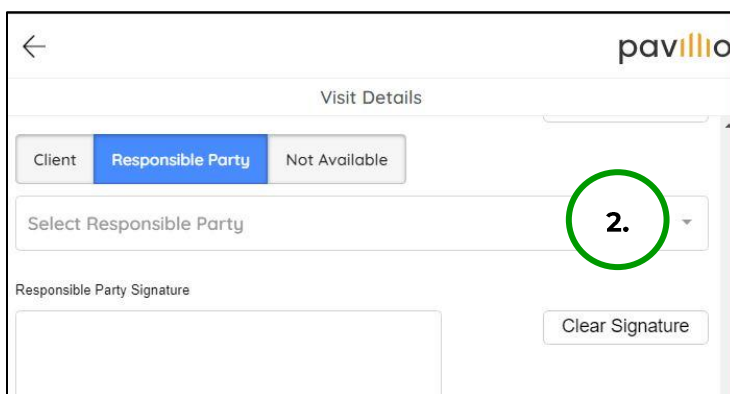 pavillio
Visit Details
Client Responsible Party Not Available
Select Responsible Party 2.
Responsible Party Signature
Clear Signature